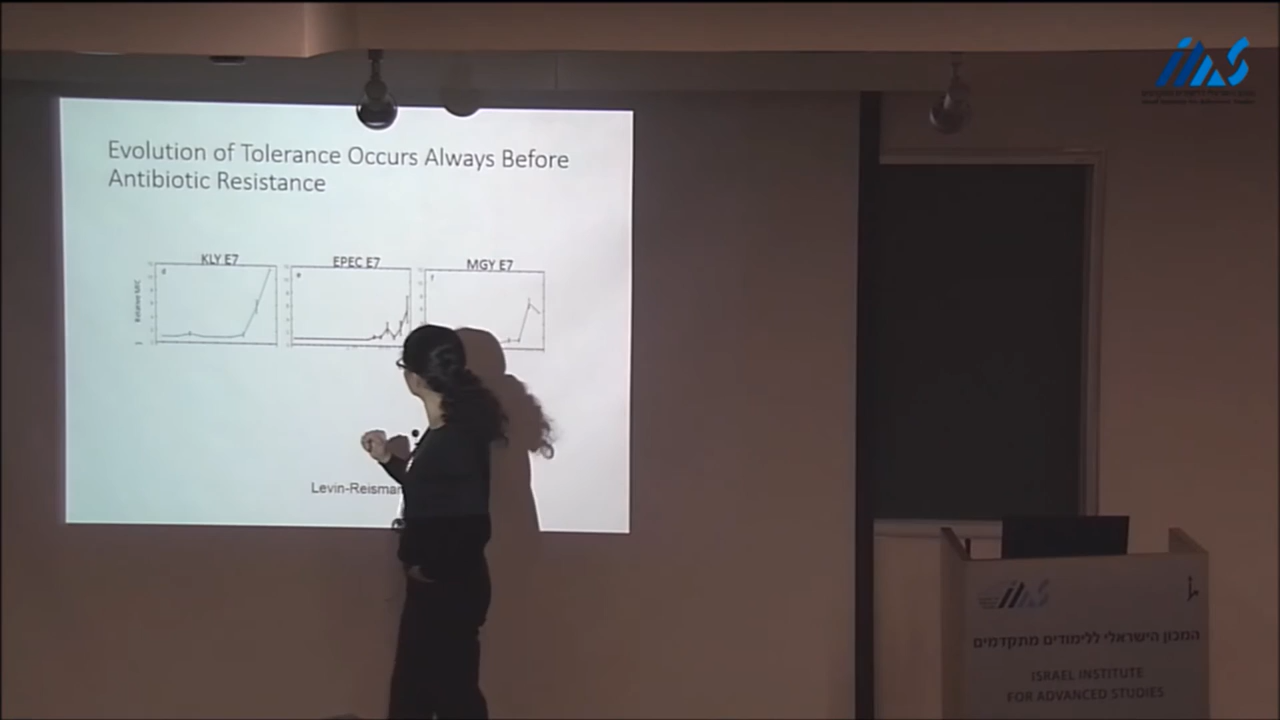 Evolution of Tolerance Occurs Always Before
Antibiotic Resistance
KLY E7
EPEC E7
MGY E7
d
e
f
Relative MIC
Levin-Reisman
iias
המכון הישראלי ללימודים מתקדמים
ISRAEL INSTITUTE
FOR ADVANCED STUDIES